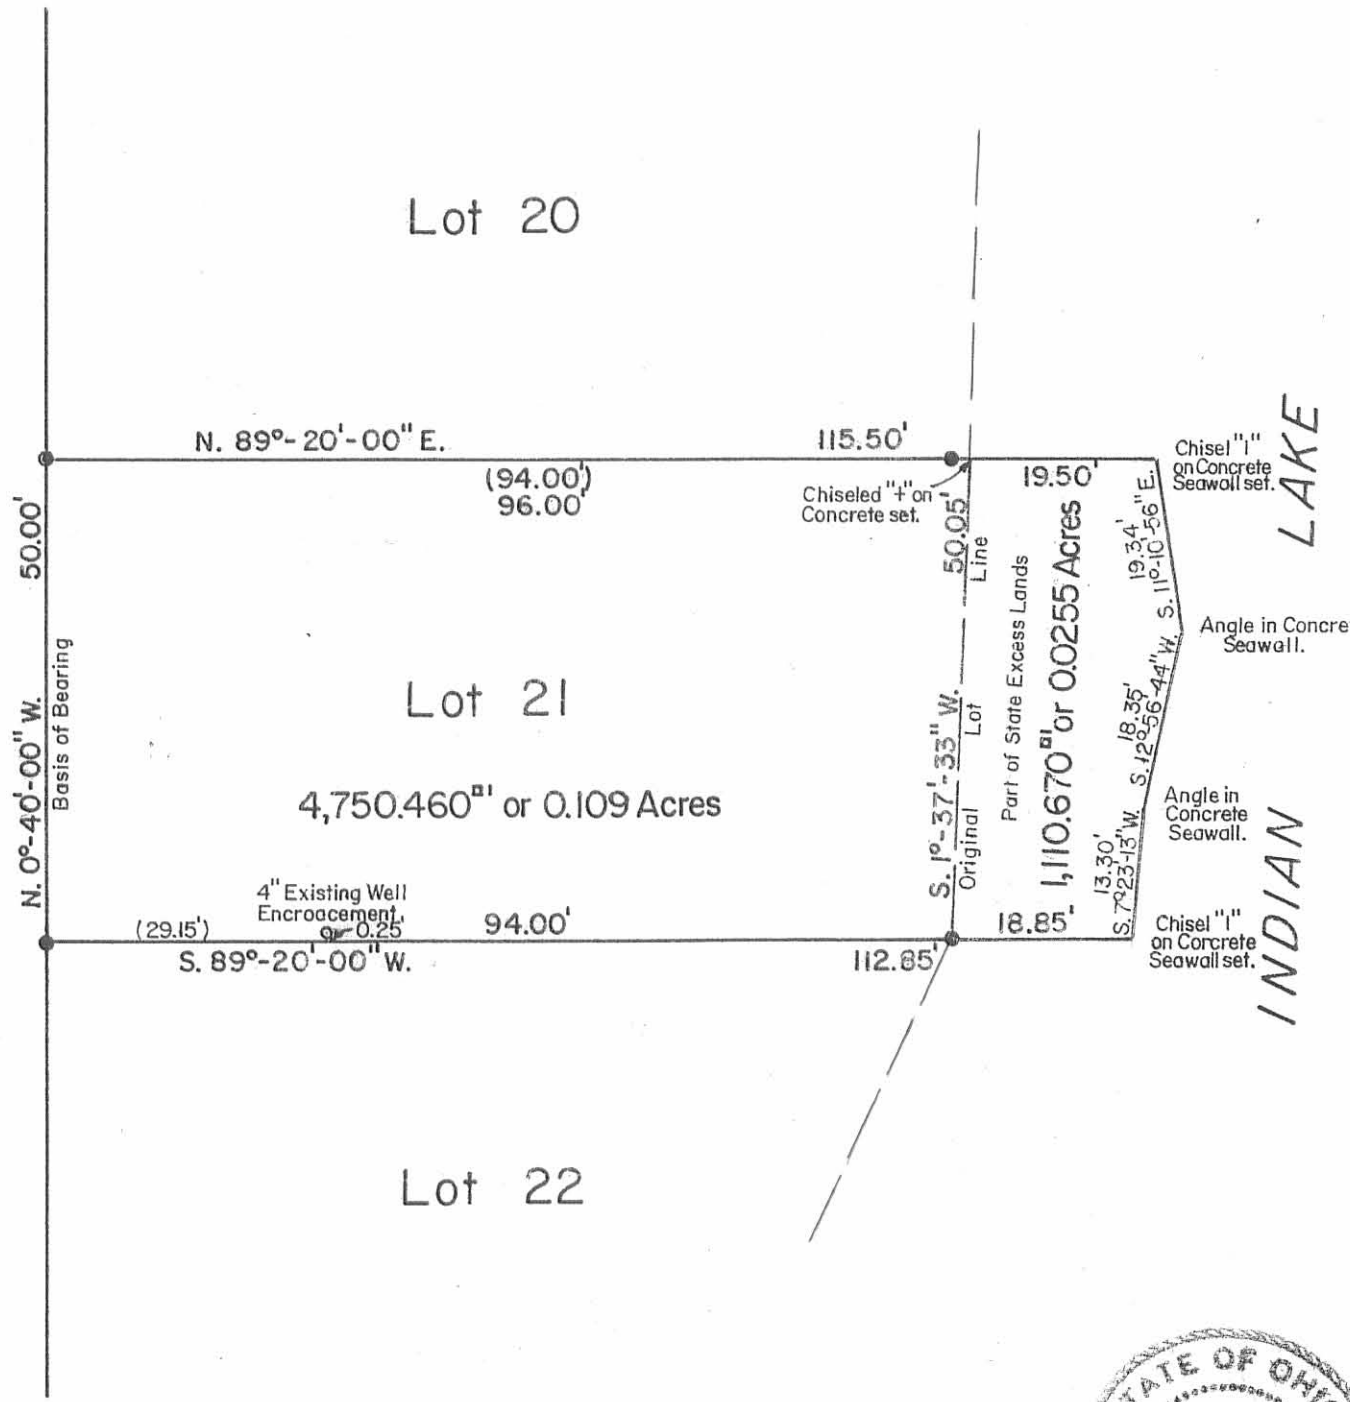 Lot 20
N. 89°-20'-00" E.
115.50'
(94.00')
96.00'
Chiseled "+" on
Concrete set.
19.50'
Chisel "I"
on Concrete
Seawall set.
LAKE
N. 0°-40'-00" W. 50.00'
Basis of Bearing
Lot 21
4,750.460 ' or 0.109 Acres
S. 1°-37'-33" W. 50.05'
Original Lot Line
Part of State Excess Lands
1,110.670 ' or 0.0255 Acres
19.34'
S. 11°-10'-56" E.
Angle in Concre
Seawall.
18.35'
S. 12°-56'-44" W.
Angle in
Concrete
Seawall.
13.30'
S. 7°-23'-13" W.
4" Existing Well
Encroacement.
0.25
(29.15')
94.00'
S. 89°-20'-00" W.
112.85'
18.85'
Chisel "I"
on Corcrete
Seawall set.
INDIAN
Lot 22
STATE OF OHI